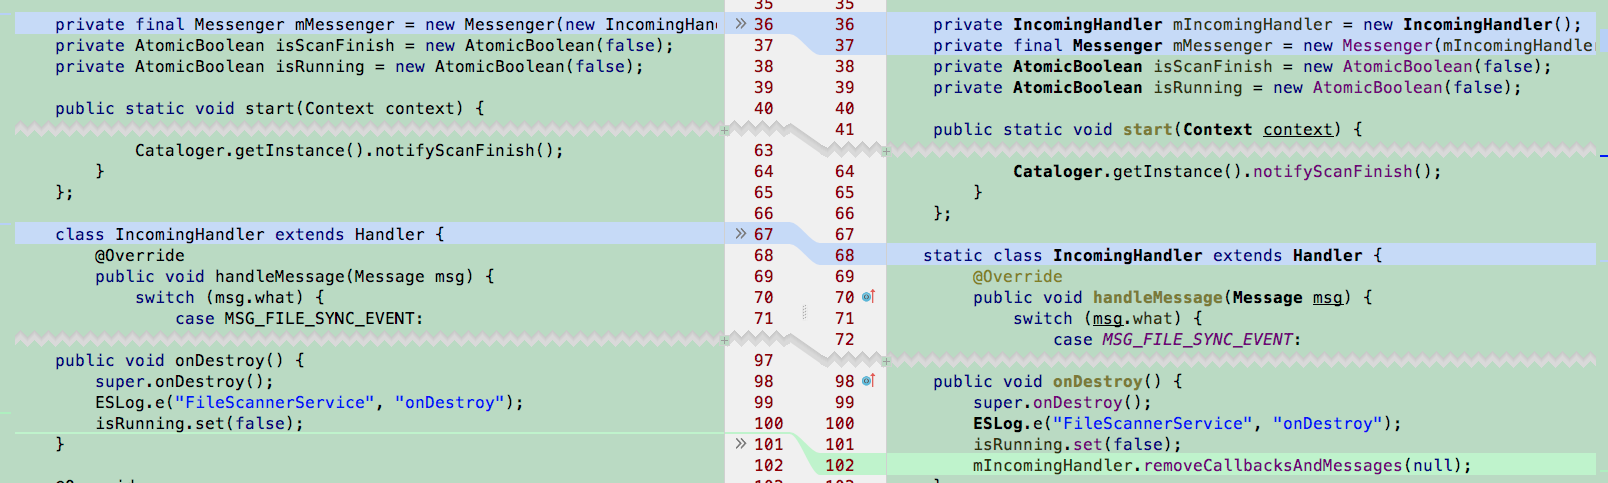 private final Messenger mMessenger = new Messenger(new IncomingHan
private AtomicBoolean isScanFinish = new AtomicBoolean(false);
private AtomicBoolean isRunning = new AtomicBoolean(false);
public static void start(Context context) {
Cataloger.getInstance().notifyScanFinish();
}
};
class IncomingHandler extends Handler {
@Override
public void handleMessage(Message msg) {
switch (msg.what) {
case MSG_FILE_SYNC_EVENT:
public void onDestroy() {
super.onDestroy();
ESLog.e("FileScannerService", "onDestroy");
isRunning.set(false);
}
35 35
» 36 36
37 37
38 38
39 39
40 40
41
63
64 64
65 65
66 66
» 67 67
68 68
69 69
70 70
71 71
72
97
98 98
99 99
100 100
» 101 101
102 102
private IncomingHandler mIncomingHandler = new IncomingHandler();
private final Messenger mMessenger = new Messenger(mIncomingHandle
private AtomicBoolean isScanFinish = new AtomicBoolean(false);
private AtomicBoolean isRunning = new AtomicBoolean(false);
public static void start(Context context) {
Cataloger.getInstance().notifyScanFinish();
}
};
static class IncomingHandler extends Handler {
@Override
public void handleMessage(Message msg) {
switch (msg.what) {
case MSG_FILE_SYNC_EVENT:
public void onDestroy() {
super.onDestroy();
ESLog.e("FileScannerService", "onDestroy");
isRunning.set(false);
mIncomingHandler.removeCallbacksAndMessages(null);